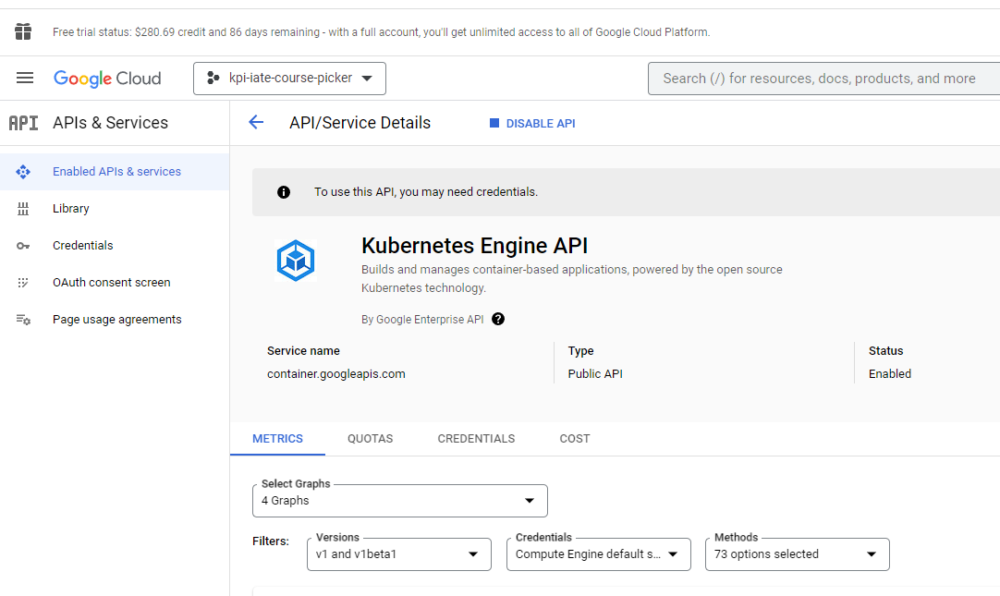 Free trial status: $280.69 credit and 86 days remaining - with a full account, you'll get unlimited access to all of Google Cloud Platform.
Google Cloud
kpi-iate-course-picker
Search (/) for resources, docs, products, and more
API APIs & Services
API/Service Details
DISABLE API
Enabled APIs & services
Library
Credentials
OAuth consent screen
Page usage agreements
To use this API, you may need credentials.
Kubernetes Engine API
Builds and manages container-based applications, powered by the open source
Kubernetes technology.
By Google Enterprise API
Service name
container.googleapis.com
Type
Public API
Status
Enabled
METRICS QUOTAS CREDENTIALS COST
Select Graphs
4 Graphs
Filters:
Versions
v1 and v1beta1
Credentials
Compute Engine default s...
Methods
73 options selected